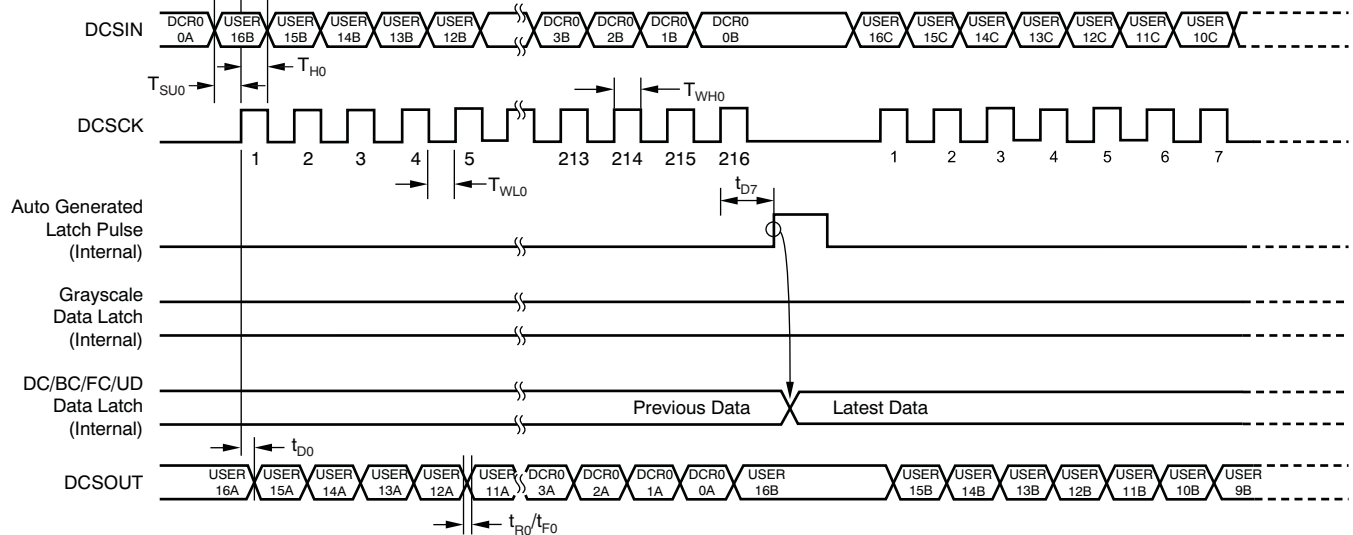 DCSIN
DCR0 0A
USER 16B
USER 15B
USER 14B
USER 13B
USER 12B
DCR0 3B
DCR0 2B
DCR0 1B
DCR0 0B
USER 16C
USER 15C
USER 14C
USER 13C
USER 12C
USER 11C
USER 10C
TSU0
TH0
TWH0
DCSCK
1 2 3 4 5 213 214 215 216 1 2 3 4 5 6 7
TWL0
tD7
Auto Generated
Latch Pulse
(Internal)
Grayscale
Data Latch
(Internal)
DC/BC/FC/UD
Data Latch
(Internal)
Previous Data
Latest Data
tD0
DCSOUT
USER 16A
USER 15A
USER 14A
USER 13A
USER 12A
USER 11A
DCR0 3A
DCR0 2A
DCR0 1A
DCR0 0A
USER 16B
USER 15B
USER 14B
USER 13B
USER 12B
USER 11B
USER 10B
USER 9B
tR0/tF0